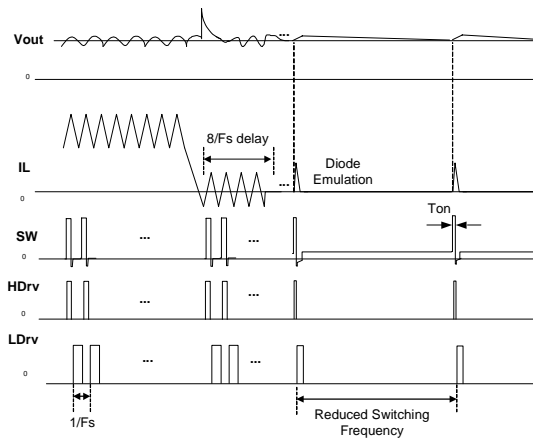 Vout
...
0
8/Fs delay
IL
...
Diode
Emulation
0
Ton
SW
...
...
0
HDrv
...
...
0
LDrv
...
...
0
1/Fs
Reduced Switching
Frequency